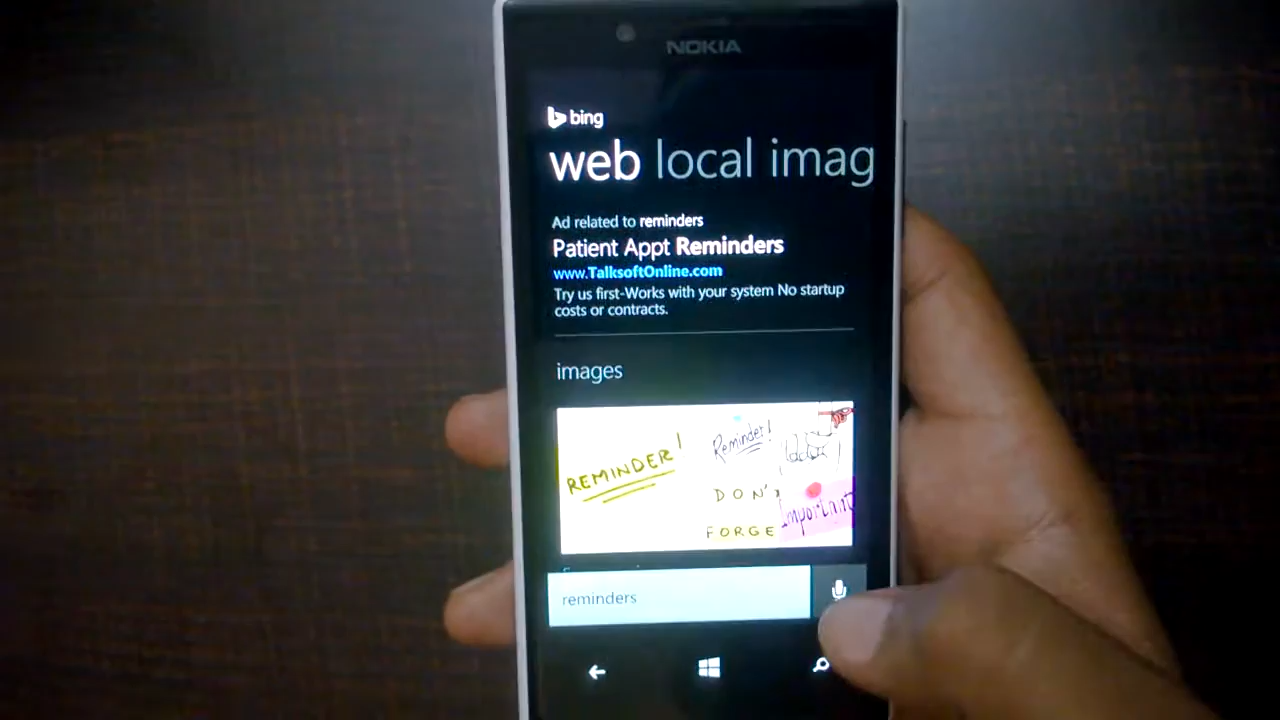 NOKIA
bing
web local imag
Ad related to reminders
Patient Appt Reminders
www.TalksoftOnline.com
Try us first-Works with your system No startup
costs or contracts.
images
REMINDER!
Reminder!
DON'
FORGE
Important
reminders